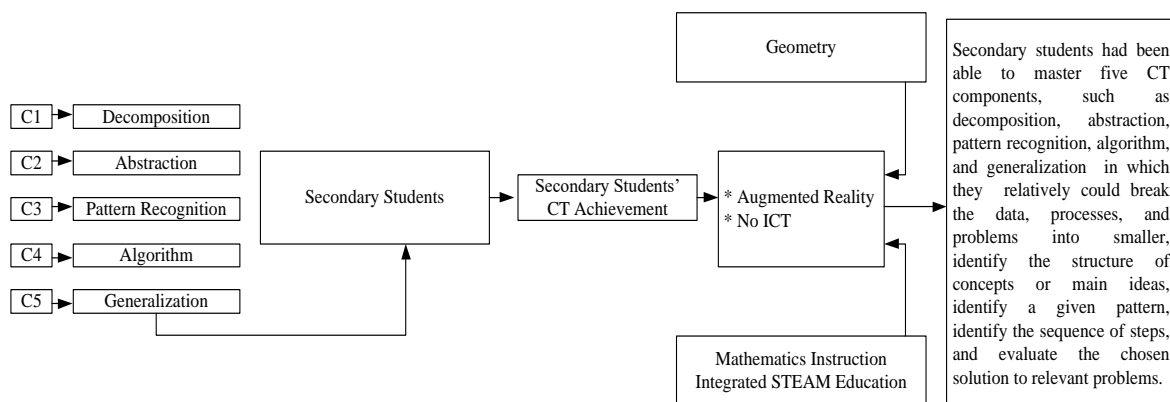 C1
Decomposition
C2
Abstraction
C3
Pattern Recognition
C4
Algorithm
C5
Generalization
Secondary Students
Secondary Students’
CT Achievement
Geometry
* Augmented Reality
* No ICT
Mathematics Instruction
Integrated STEAM Education
Secondary students had been
able to master five CT
components, such as
decomposition, abstraction,
pattern recognition, algorithm,
and generalization in which
they relatively could break
the data, processes, and
problems into smaller,
identify the structure of
concepts or main ideas,
identify a given pattern,
identify the sequence of steps,
and evaluate the chosen
solution to relevant problems.